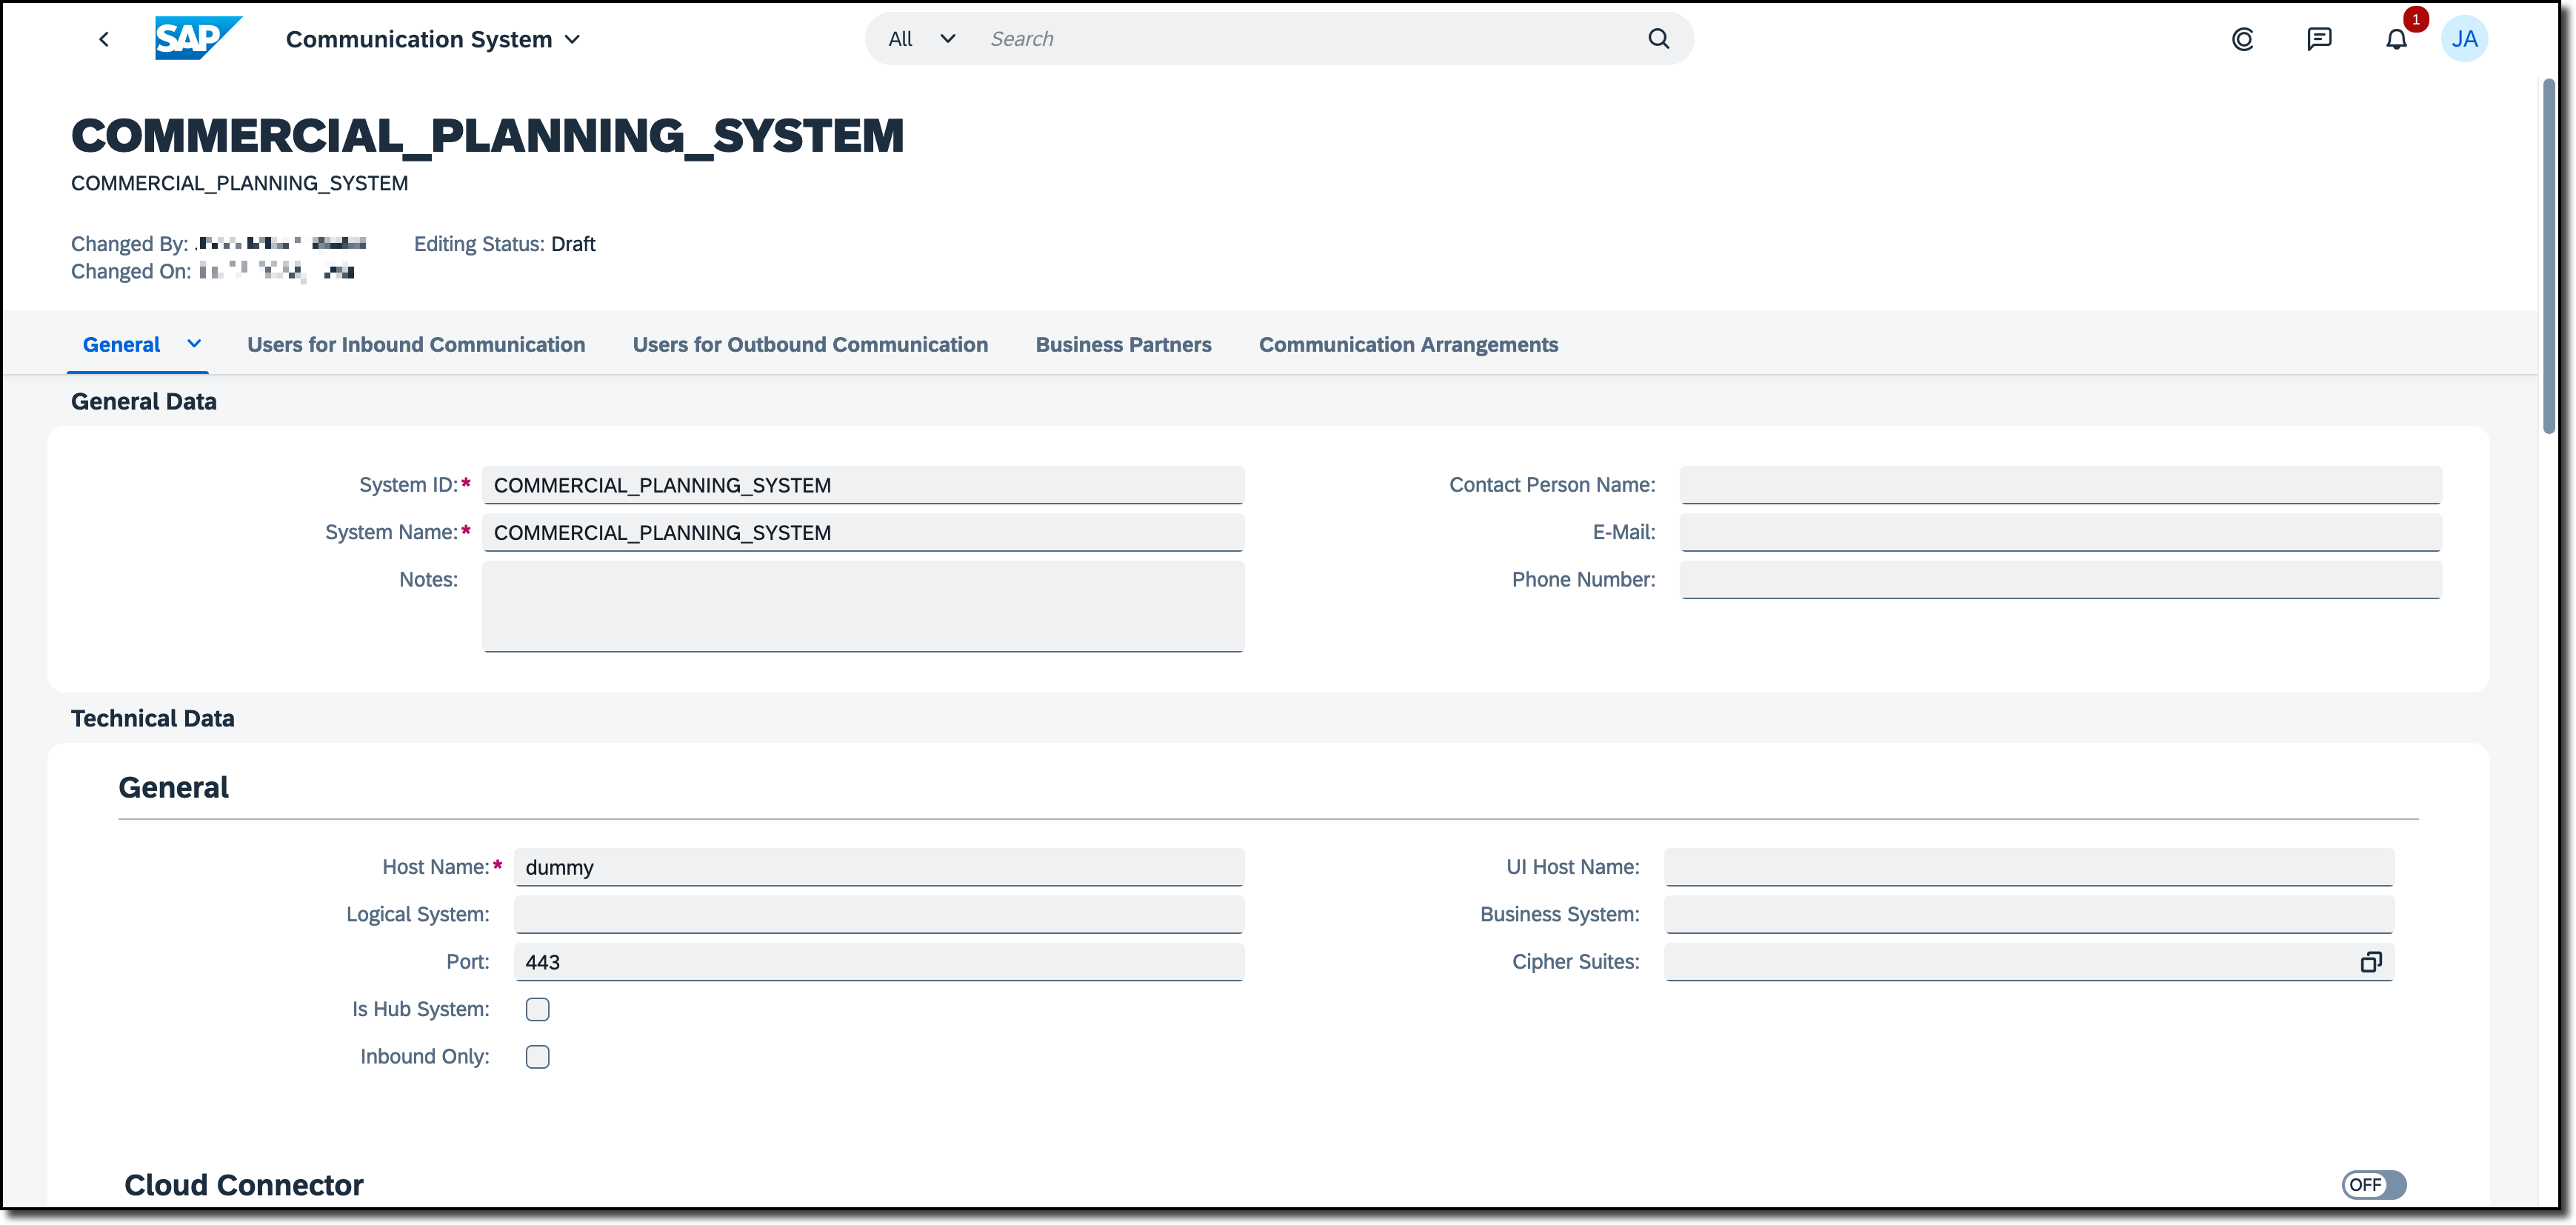 SAP Communication System All Search 1 JA
COMMERCIAL_PLANNING_SYSTEM
COMMERCIAL_PLANNING_SYSTEM
Changed By: Editing Status: Draft
Changed On:
General Users for Inbound Communication Users for Outbound Communication Business Partners Communication Arrangements
General Data
System ID:* COMMERCIAL_PLANNING_SYSTEM Contact Person Name:
System Name:* COMMERCIAL_PLANNING_SYSTEM E-Mail:
Notes: Phone Number:
Technical Data
General
Host Name:* dummy UI Host Name:
Logical System: Business System:
Port: 443 Cipher Suites:
Is Hub System:
Inbound Only:
Cloud Connector OFF